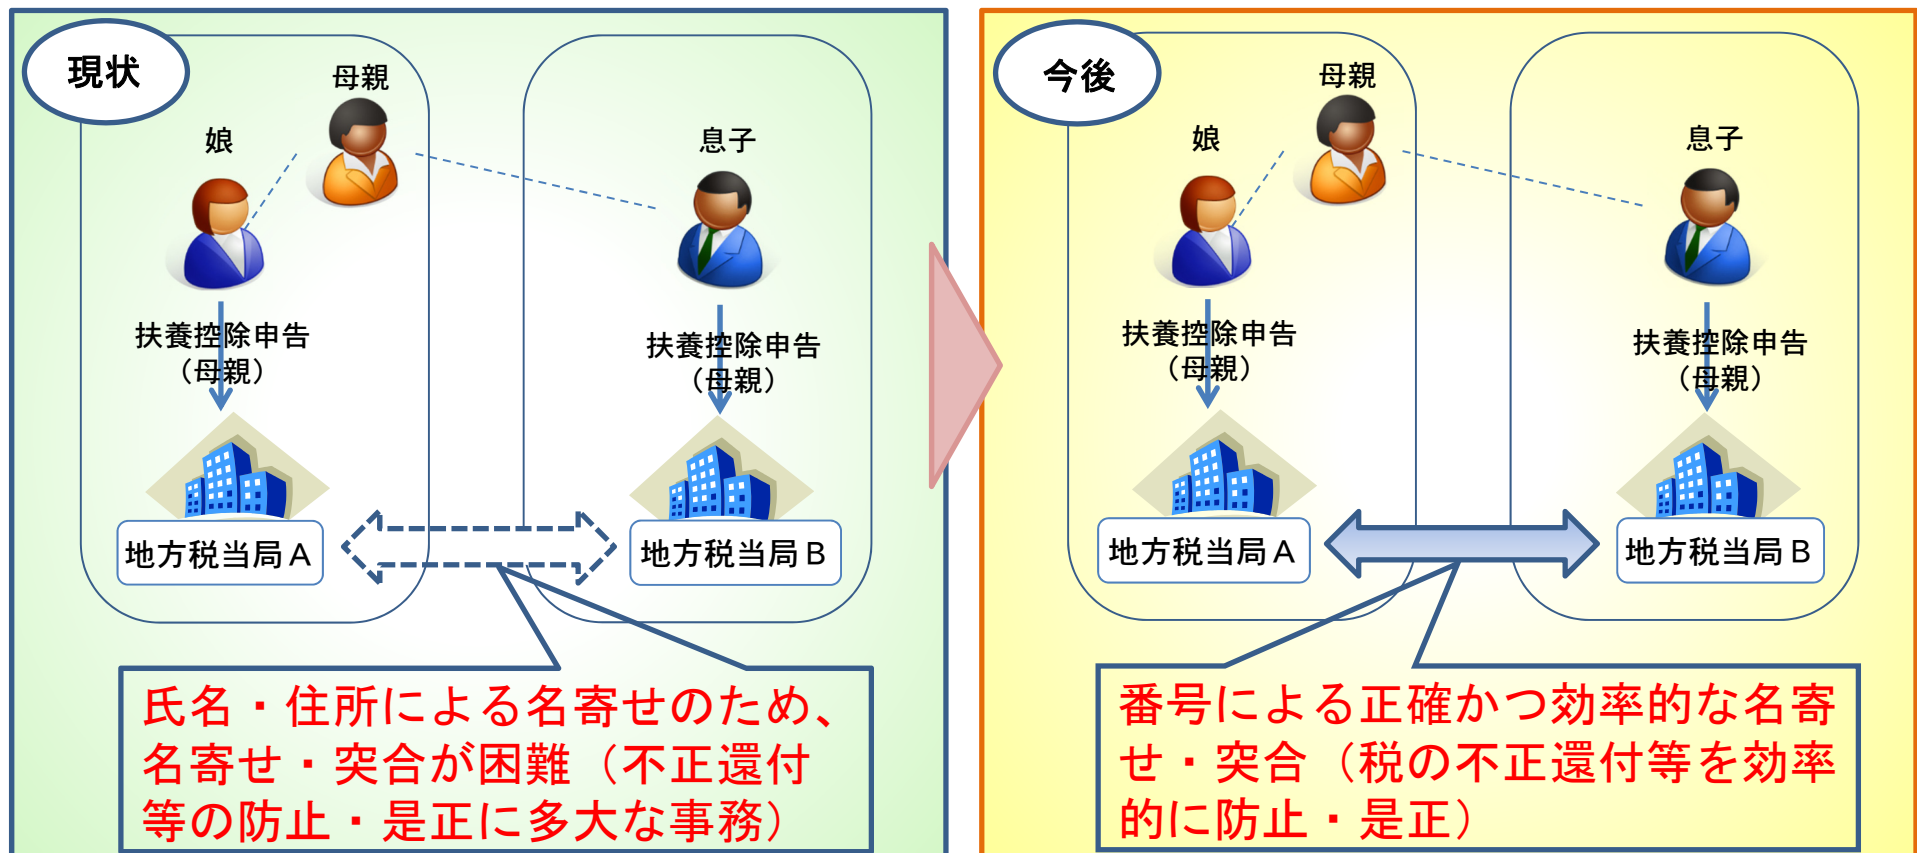 現状
母親
娘
息子
扶養控除申告
（母親）
扶養控除申告
（母親）
地方税当局A
地方税当局B
氏名・住所による名寄せのため、
名寄せ・突合が困難（不正還付
等の防止・是正に多大な事務）
今後
母親
娘
息子
扶養控除申告
（母親）
扶養控除申告
（母親）
地方税当局A
地方税当局B
番号による正確かつ効率的な名寄
せ・突合（税の不正還付等を効率
的に防止・是正）